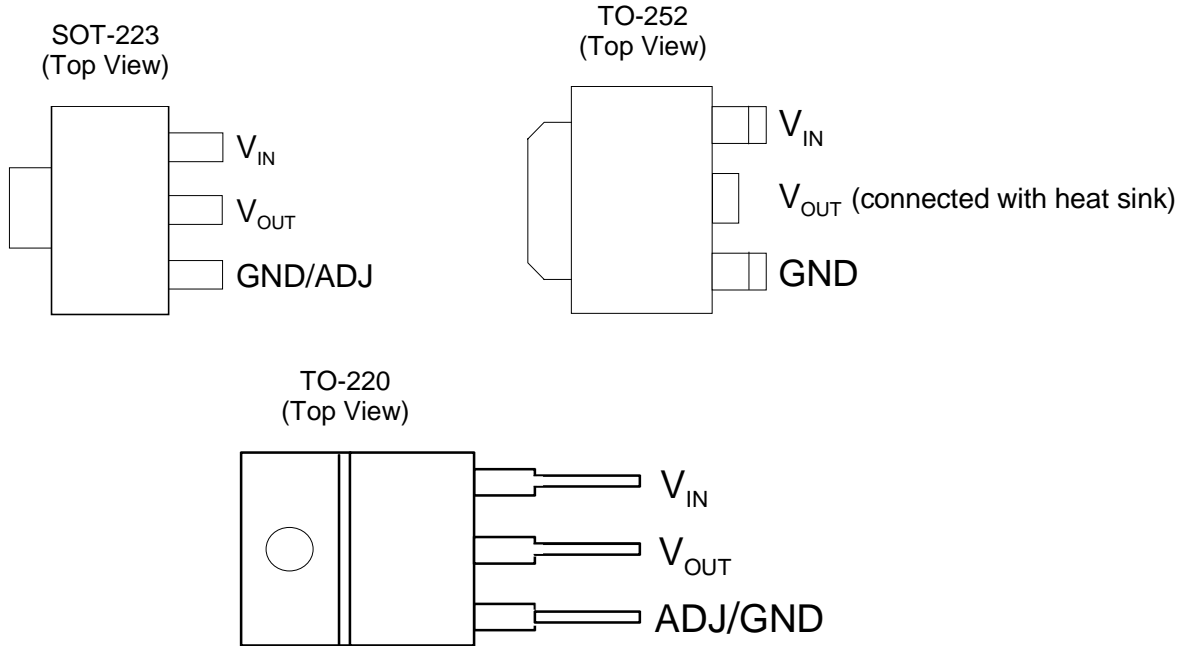 SOT-223
(Top View)
VIN
VOUT
GND/ADJ
TO-252
(Top View)
VIN
VOUT (connected with heat sink)
GND
TO-220
(Top View)
VIN
VOUT
ADJ/GND